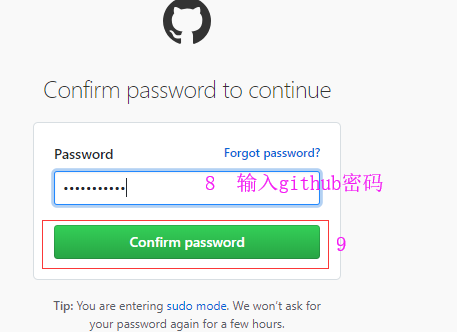 Confirm password to continue
Password Forgot password?
••••••••••• 8 输入github密码
Confirm password 9
Tip: You are entering sudo mode. We won't ask for
your password again for a few hours.